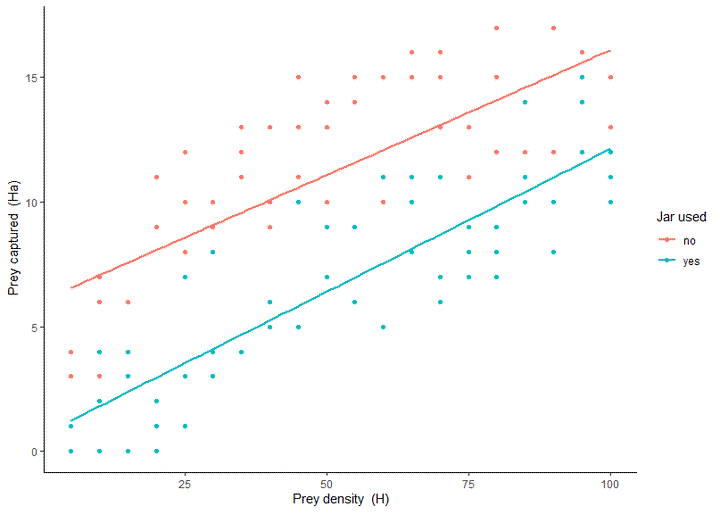 15
10
5
0
Prey captured (Ha)
25 50 75 100
Prey density (H)
Jar used
no
yes